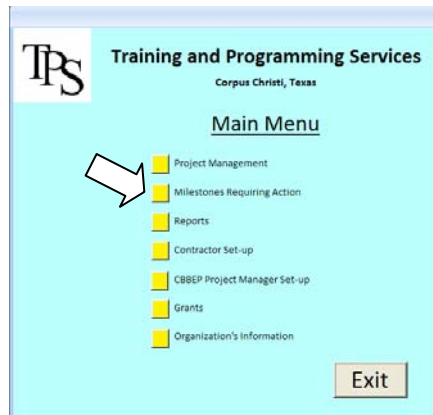 TPS
Training and Programming Services
Corpus Christi, Texas
Main Menu
Project Management
Milestones Requiring Action
Reports
Contractor Set-up
CBBEP Project Manager Set-up
Grants
Organization's Information
Exit